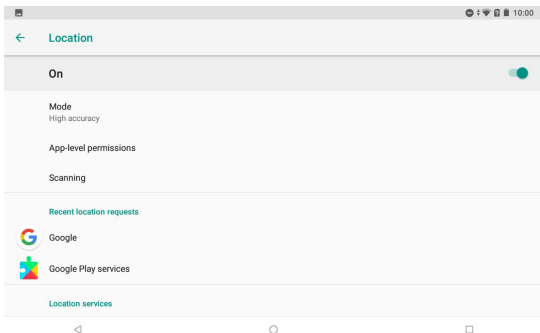 10:00
Location
On
Mode
High accuracy
App-level permissions
Scanning
Recent location requests
Google
Google Play services
Location services